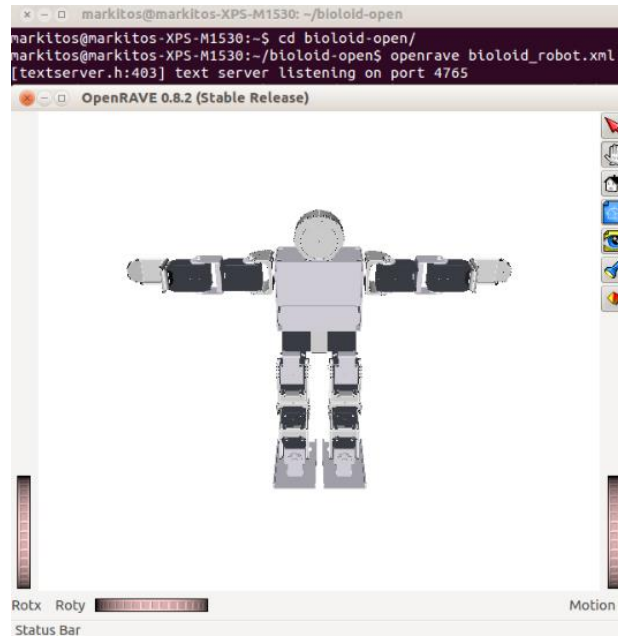 markitos@markitos-XPS-M1530: ~/bioloid-open
markitos@markitos-XPS-M1530:~$ cd bioloid-open/
markitos@markitos-XPS-M1530:~/bioloid-open$ openrave bioloid_robot.xml
[textserver.h:403] text server listening on port 4765
OpenRAVE 0.8.2 (Stable Release)
Rotx Roty Motion
Status Bar